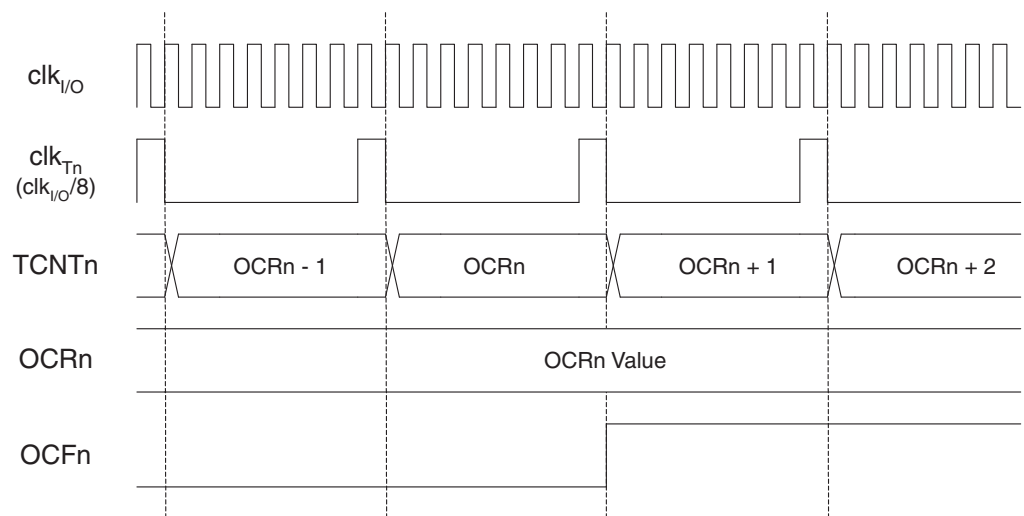 clkI/O
clkTn
(clkI/O/8)
TCNTn
OCRn - 1
OCRn
OCRn + 1
OCRn + 2
OCRn
OCRn Value
OCFn